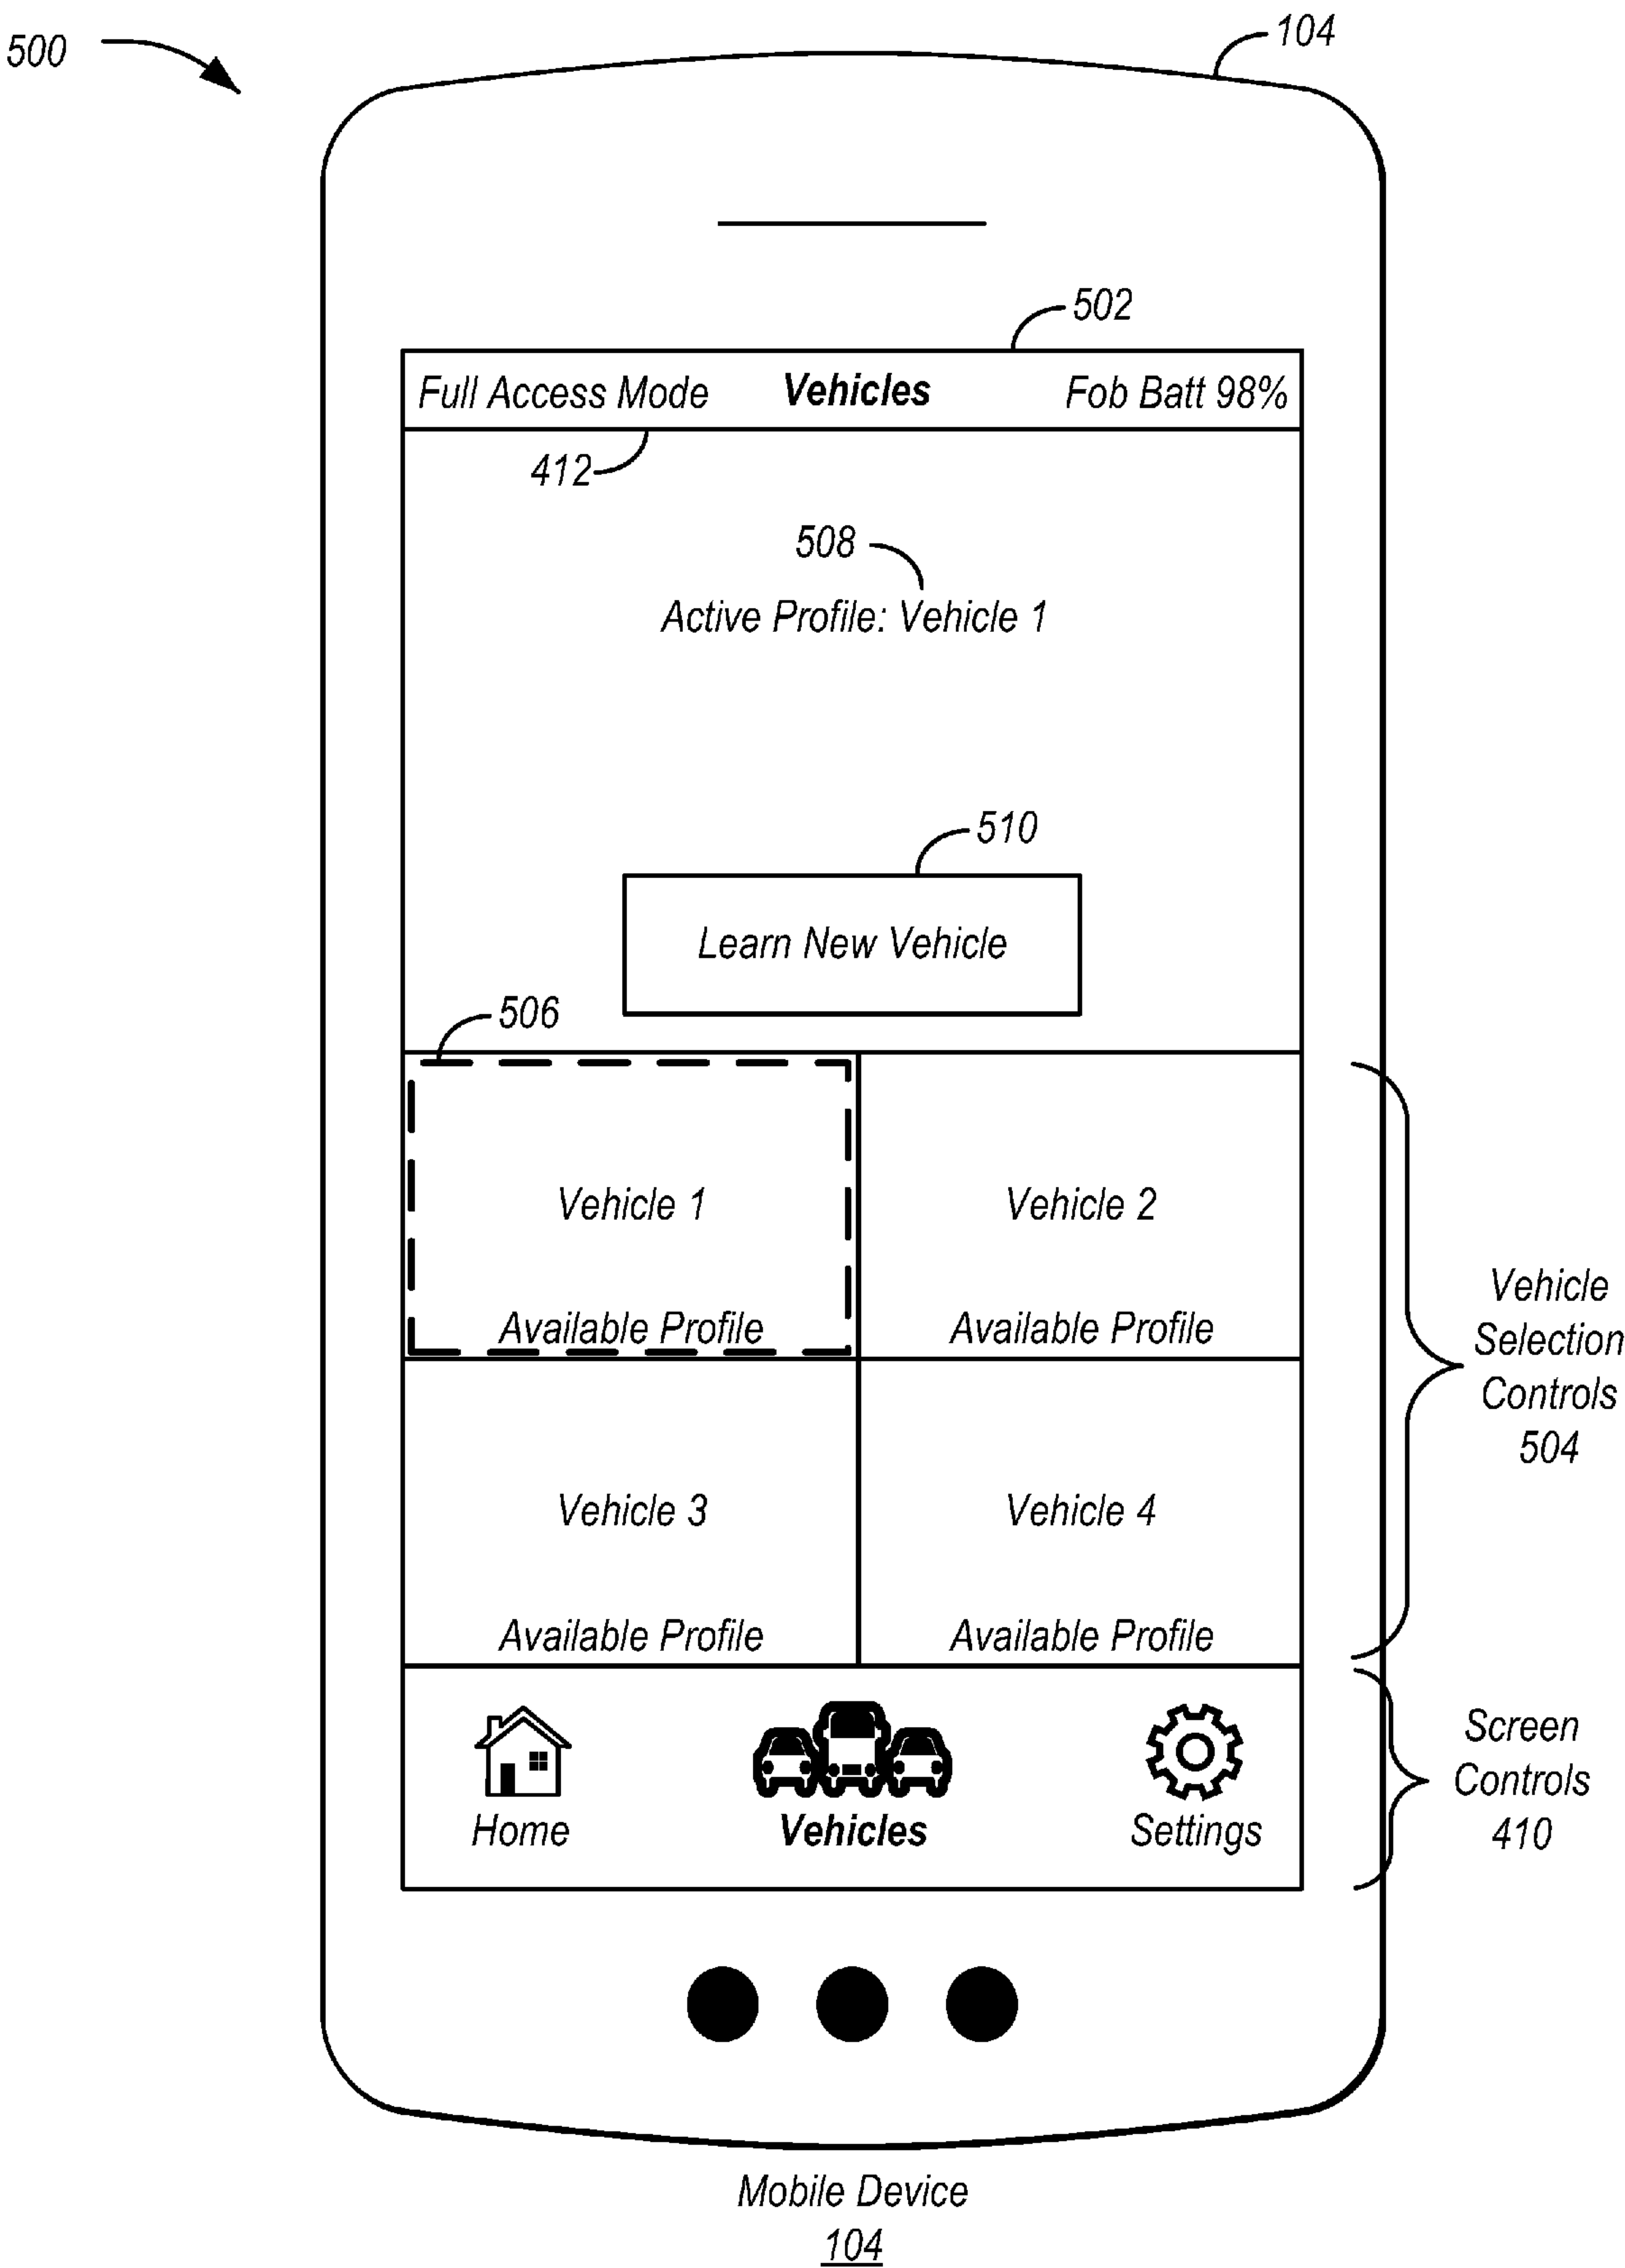 500
104
502
Full Access Mode Vehicles Fob Batt 98%
412
508
Active Profile: Vehicle 1
510
Learn New Vehicle
506
Vehicle 1 Vehicle 2
Available Profile Available Profile
Vehicle
Selection
Controls
504
Vehicle 3 Vehicle 4
Available Profile Available Profile
Home Vehicles Settings
Screen
Controls
410
Mobile Device
104